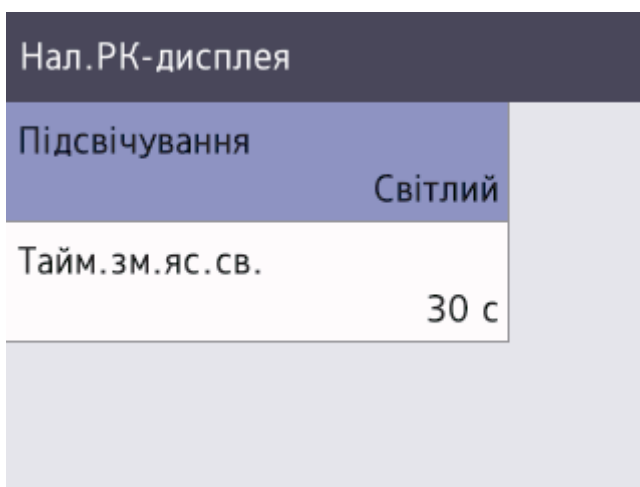 Нал.РК-дисплея
Підсвічування
Світлий
Тайм.зм.яс.св.
30 с